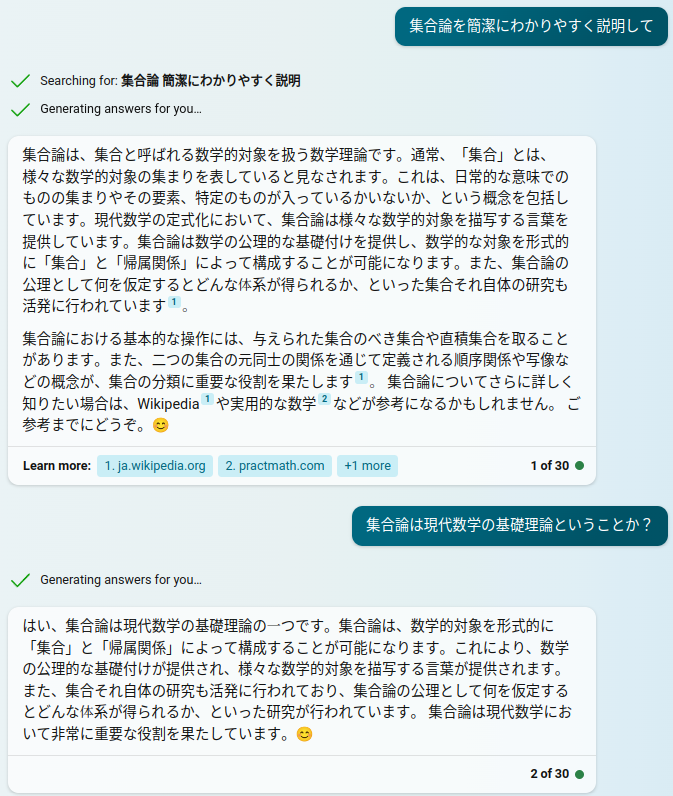 集合論を簡潔にわかりやすく説明して
Searching for: 集合論 簡潔にわかりやすく説明
Generating answers for you...
集合論は、集合と呼ばれる数学的対象を扱う数学理論です。通常、「集合」とは、
様々な数学的対象の集まりを表していると見なされます。これは、日常的な意味での
ものの集まりやその要素、特定のものが入っているかいないか、という概念を包括し
ています。現代数学の定式化において、集合論は様々な数学的対象を描写する言葉を
提供しています。集合論は数学の公理的な基礎付けを提供し、数学的な対象を形式的
に「集合」と「帰属関係」によって構成することが可能になります。また、集合論の
公理として何を仮定するとどんな体系が得られるか、といった集合それ自体の研究も
活発に行われています 1 。
集合論における基本的な操作には、与えられた集合のべき集合や直積集合を取ること
があります。また、二つの集合の元同士の関係を通じて定義される順序関係や写像な
どの概念が、集合の分類に重要な役割を果たします 1 。 集合論についてさらに詳しく
知りたい場合は、Wikipedia 1 や実用的な数学 2 などが参考になるかもしれません。 ご
参考までにどうぞ。😊
Learn more: 1. ja.wikipedia.org 2. practmath.com +1 more 1 of 30
集合論は現代数学の基礎理論ということか？
Generating answers for you...
はい、集合論は現代数学の基礎理論の一つです。集合論は、数学的対象を形式的に
「集合」と「帰属関係」によって構成することが可能になります。これにより、数学
の公理的な基礎付けが提供され、様々な数学的対象を描写する言葉が提供されます。
また、集合それ自体の研究も活発に行われており、集合論の公理として何を仮定する
とどんな体系が得られるか、といった研究が行われています。 集合論は現代数学にお
いて非常に重要な役割を果たしています。😊
2 of 30